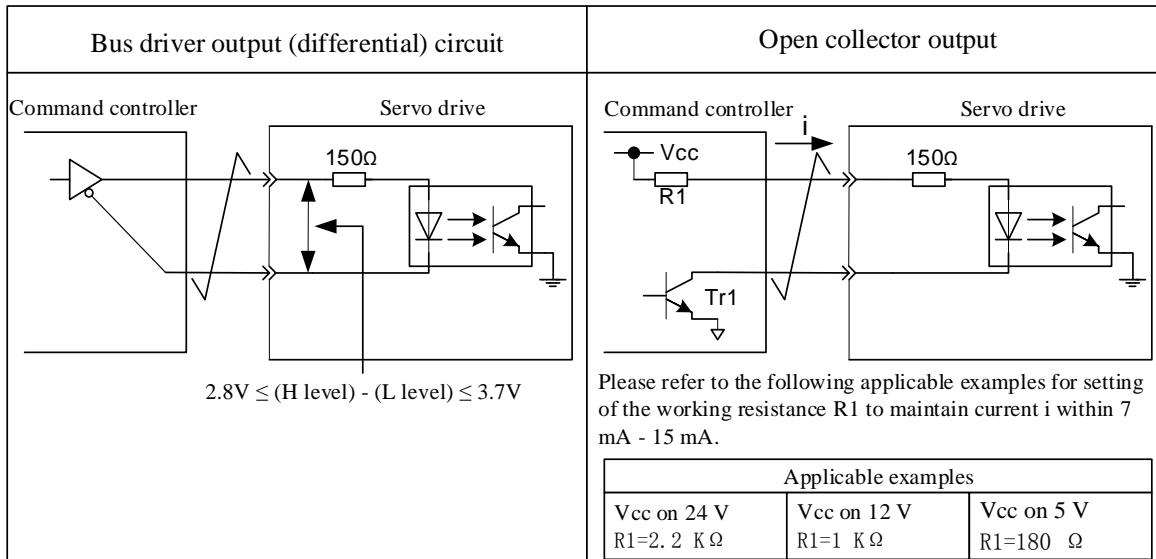 Bus driver output (differential) circuit
Command controller
Servo drive
150Ω
2.8V ≤ (H level) - (L level) ≤ 3.7V
Open collector output
Command controller
i
Servo drive
Vcc
150Ω
R1
Tr1
Please refer to the following applicable examples for setting
of the working resistance R1 to maintain current i within 7
mA - 15 mA.
Applicable examples
Vcc on 24 V
R1=2.2 KΩ
Vcc on 12 V
R1=1 KΩ
Vcc on 5 V
R1=180 Ω